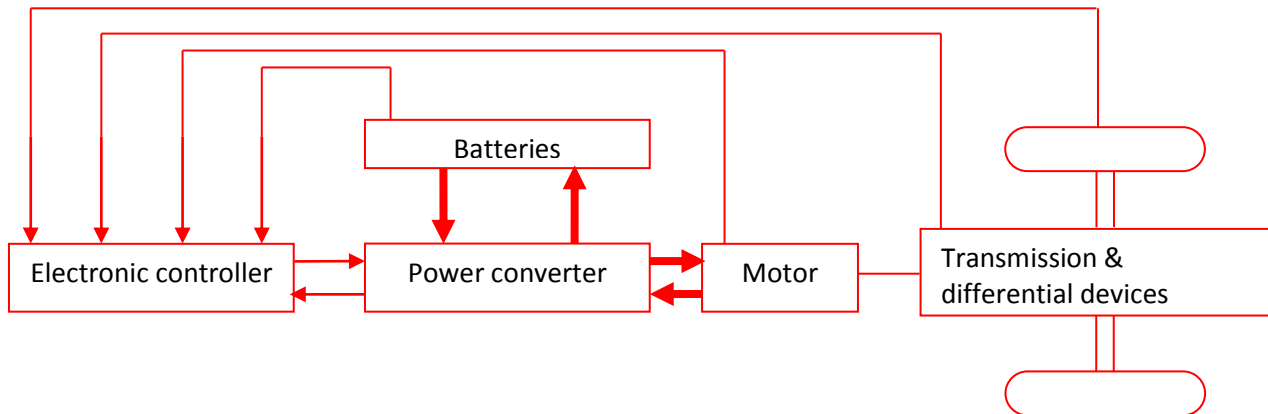 Batteries
Electronic controller
Power converter
Motor
Transmission &
differential devices